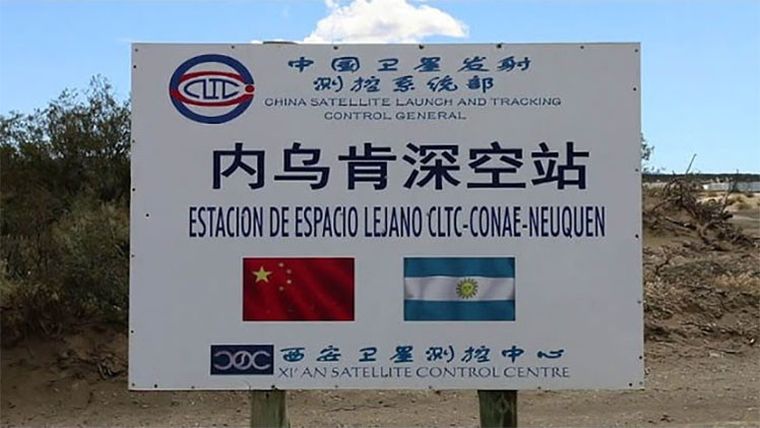 中国卫星发射
测控系统部
CLTC
CHINA SATELLITE LAUNCH AND TRACKING
CONTROL GENERAL
内乌肯深空站
ESTACION DE ESPACIO LEJANO CLTC-CONAE-NEUQUEN
西安卫星测控中心
XI'AN SATELLITE CONTROL CENTRE